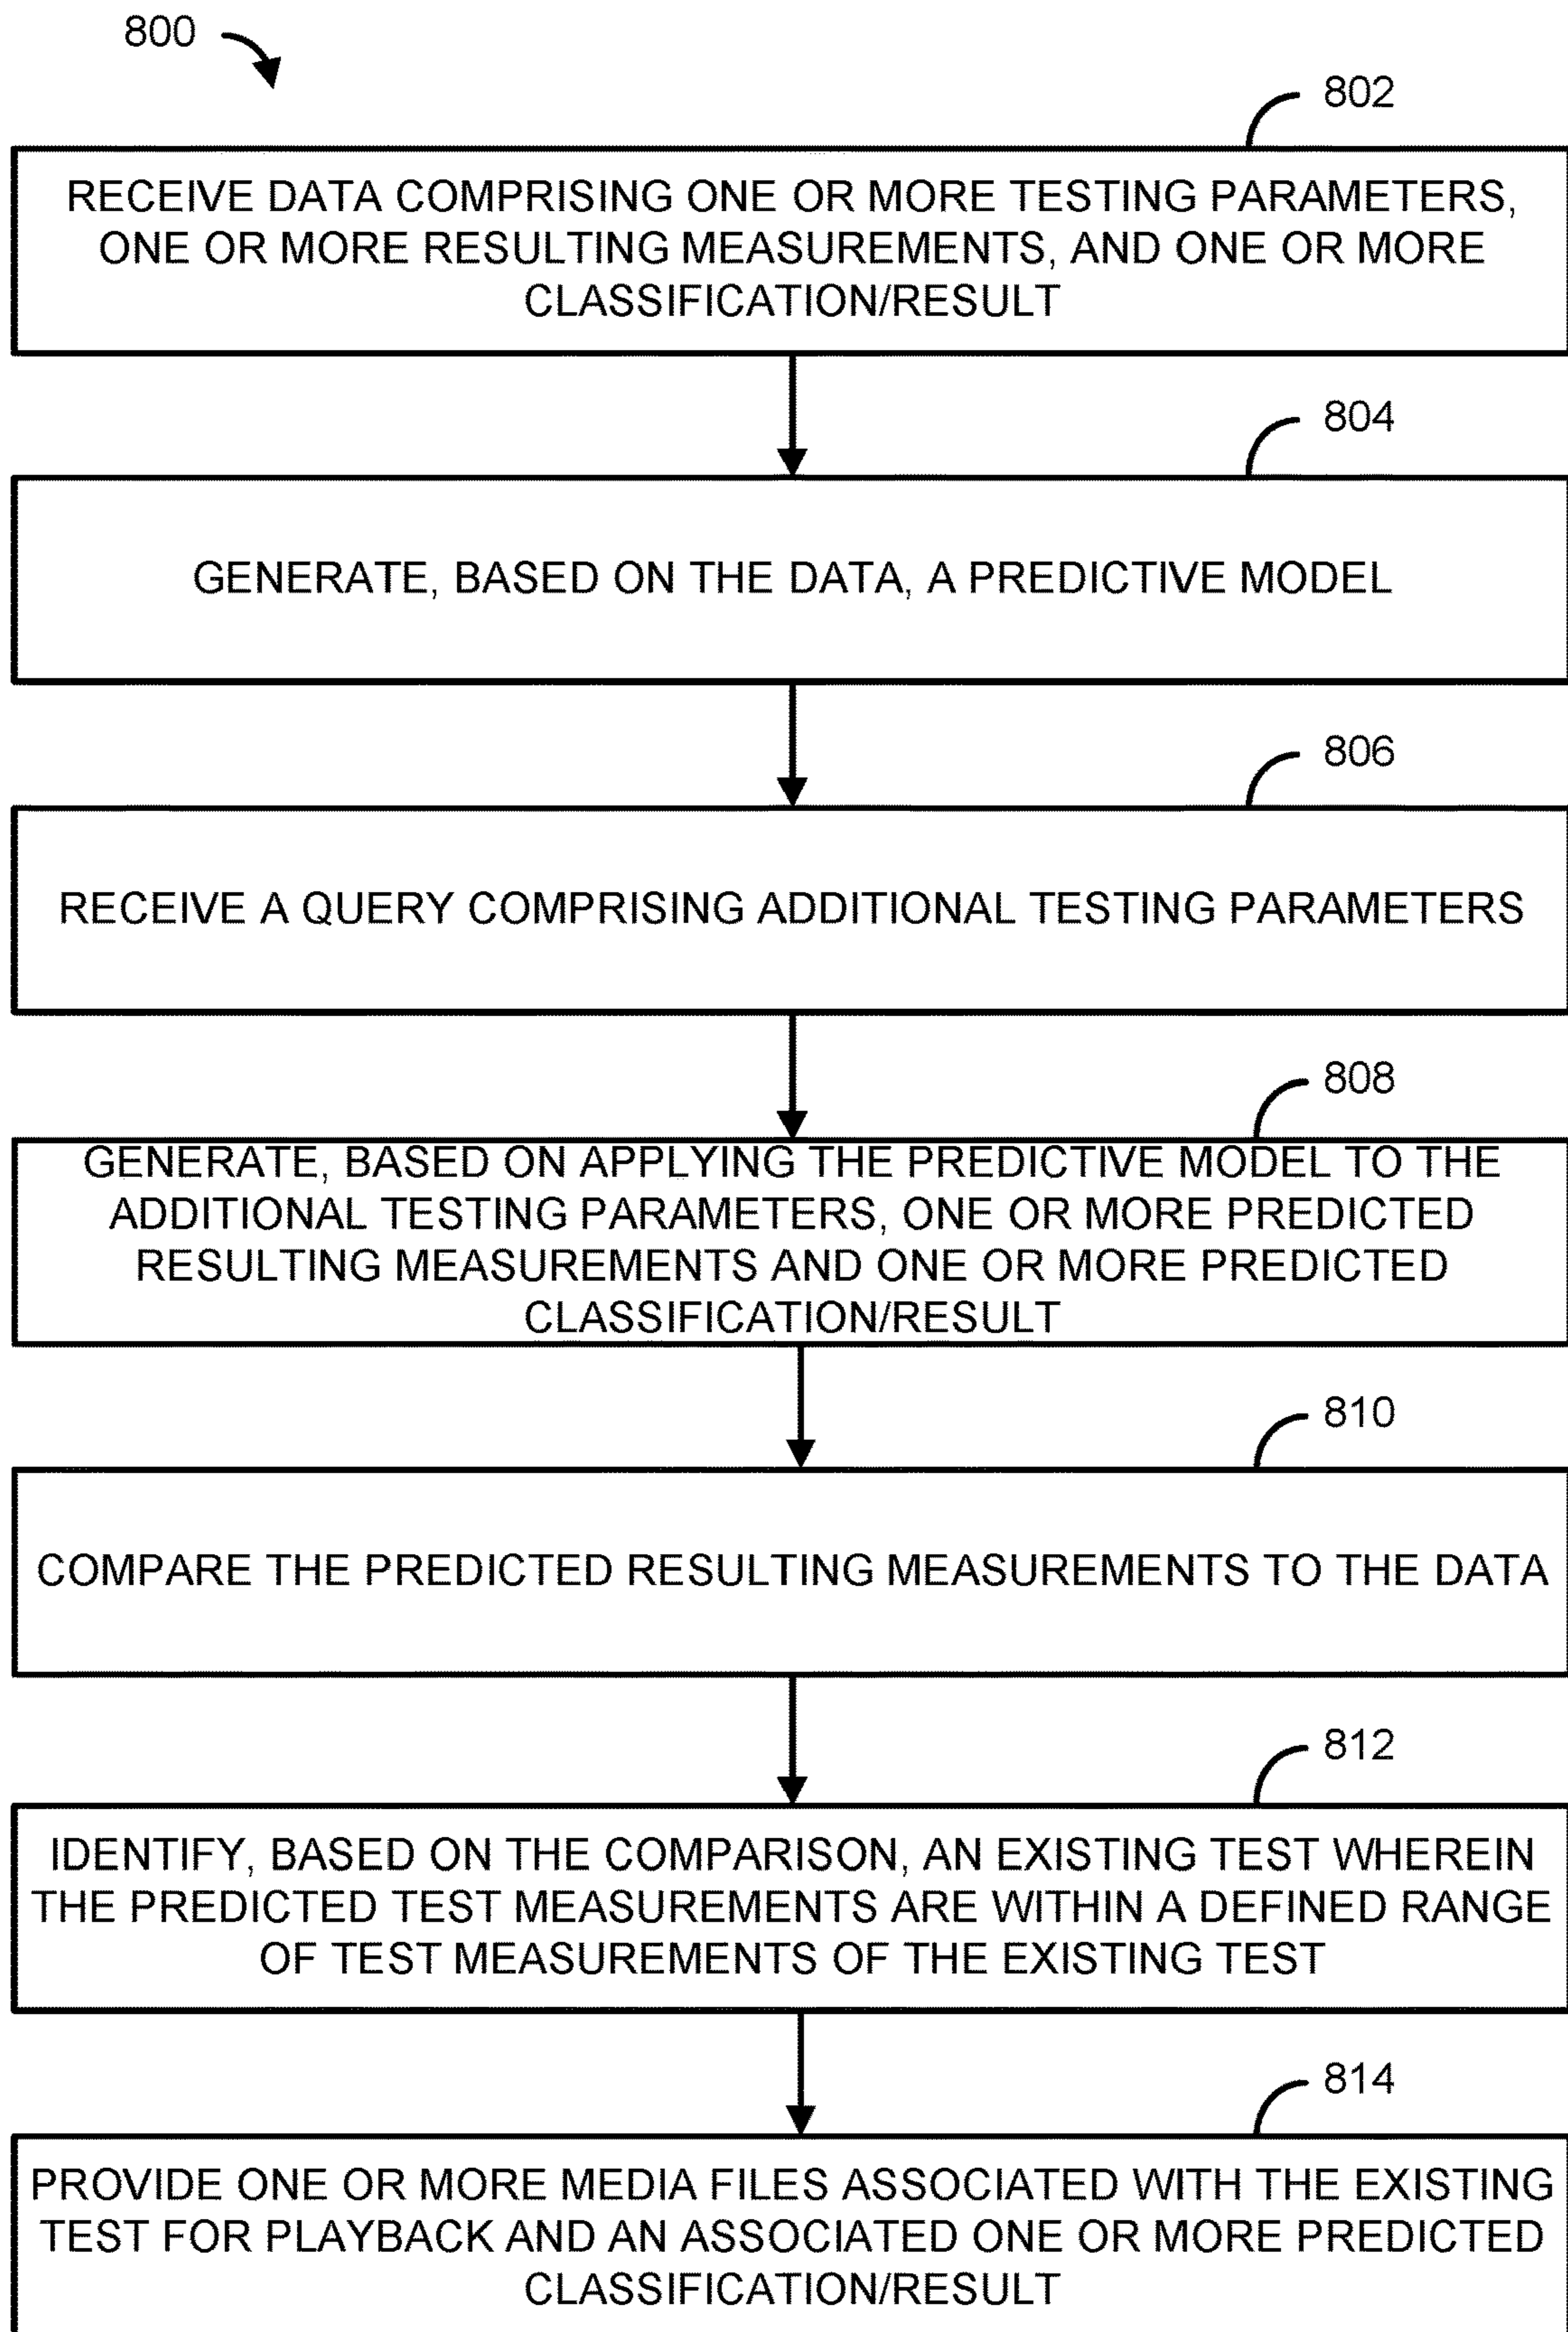 800
802
RECEIVE DATA COMPRISING ONE OR MORE TESTING PARAMETERS,
ONE OR MORE RESULTING MEASUREMENTS, AND ONE OR MORE
CLASSIFICATION/RESULT
804
GENERATE, BASED ON THE DATA, A PREDICTIVE MODEL
806
RECEIVE A QUERY COMPRISING ADDITIONAL TESTING PARAMETERS
808
GENERATE, BASED ON APPLYING THE PREDICTIVE MODEL TO THE
ADDITIONAL TESTING PARAMETERS, ONE OR MORE PREDICTED
RESULTING MEASUREMENTS AND ONE OR MORE PREDICTED
CLASSIFICATION/RESULT
810
COMPARE THE PREDICTED RESULTING MEASUREMENTS TO THE DATA
812
IDENTIFY, BASED ON THE COMPARISON, AN EXISTING TEST WHEREIN
THE PREDICTED TEST MEASUREMENTS ARE WITHIN A DEFINED RANGE
OF TEST MEASUREMENTS OF THE EXISTING TEST
814
PROVIDE ONE OR MORE MEDIA FILES ASSOCIATED WITH THE EXISTING
TEST FOR PLAYBACK AND AN ASSOCIATED ONE OR MORE PREDICTED
CLASSIFICATION/RESULT